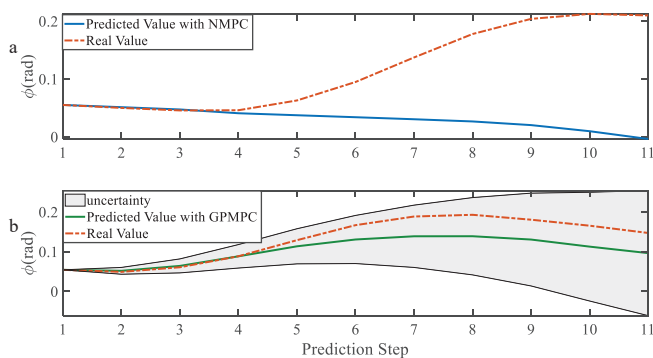 a
ϕ(rad)
0.2
0.1
0
Predicted Value with NMPC
Real Value
1 2 3 4 5 6 7 8 9 10 11
b
ϕ(rad)
0.2
0.1
0
uncertainty
Predicted Value with GPMPC
Real Value
1 2 3 4 5 6 7 8 9 10 11
Prediction Step